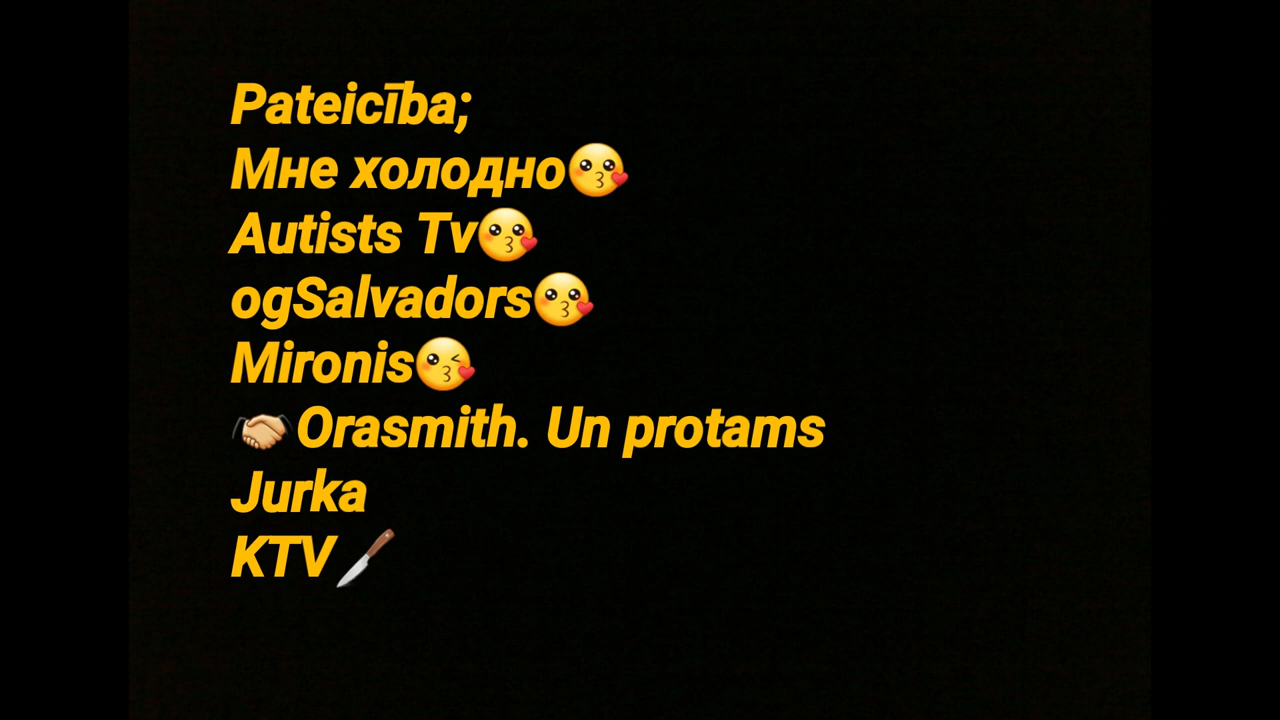 Pateicība;
Мне холодно😚
Autists Tv😚
ogSalvadors😚
Mironis😘
🤝🏼Orasmith. Un protams
Jurka
KTV🔪